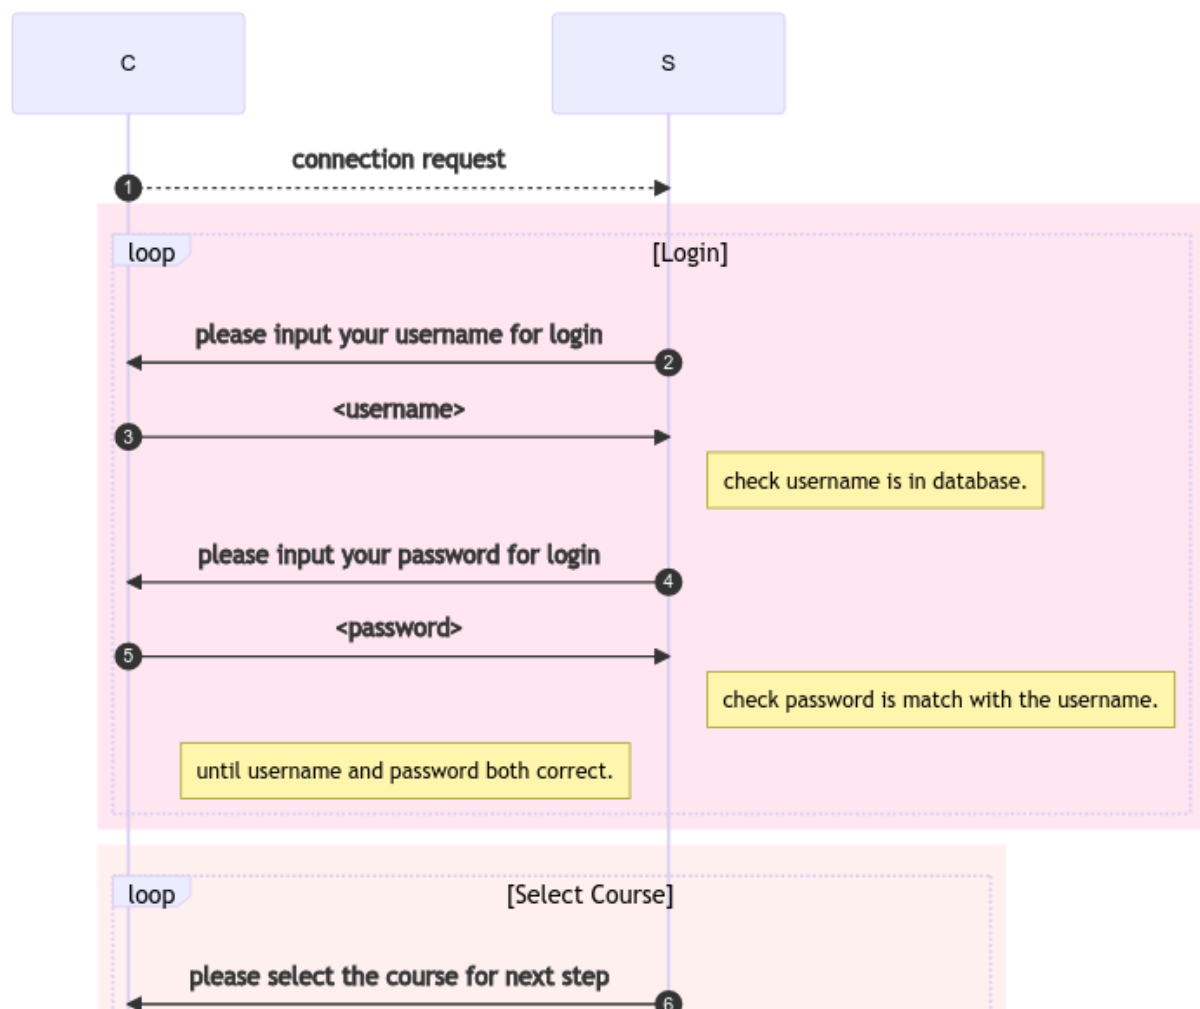 C
S
connection request
1
loop
[Login]
please input your username for login
2
<username>
3
check username is in database.
please input your password for login
4
<password>
5
check password is match with the username.
until username and password both correct.
loop
[Select Course]
please select the course for next step
6